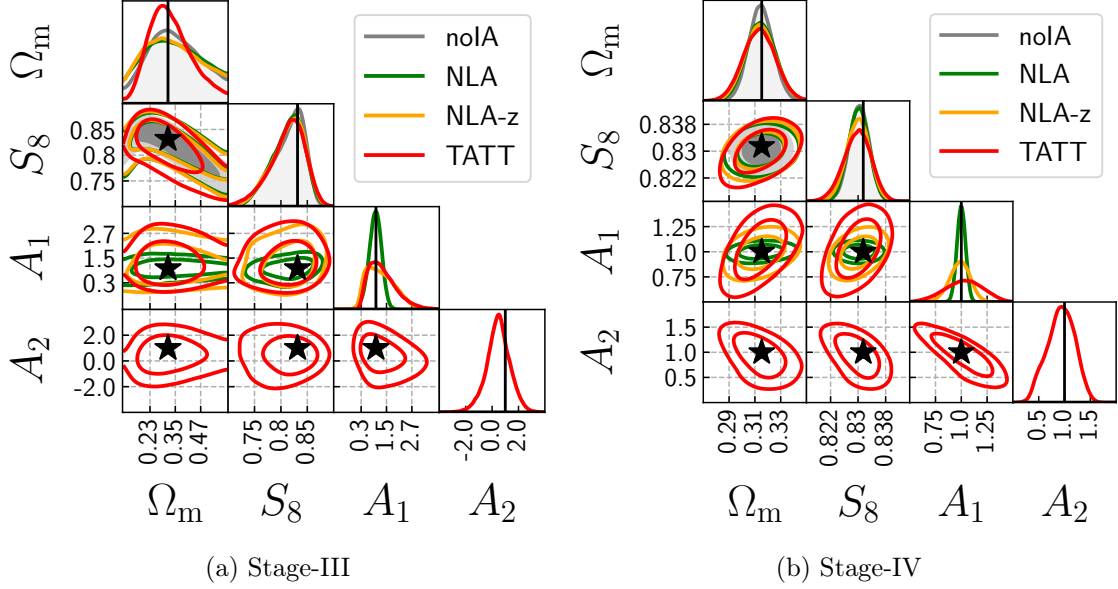 Ωm
noIA
NLA
NLA-z
TATT
S8
0.85
0.8
0.75
A1
2.7
1.5
0.3
A2
2.0
0.0
-2.0
0.23
0.35
0.47
0.75
0.8
0.85
0.3
1.5
2.7
-2.0
0.0
2.0
Ωm
S8
A1
A2
(a) Stage-III
Ωm
noIA
NLA
NLA-z
TATT
S8
0.838
0.83
0.822
A1
1.25
1.0
0.75
A2
1.5
1.0
0.5
0.29
0.31
0.33
0.822
0.83
0.838
0.75
1.0
1.25
0.5
1.0
1.5
Ωm
S8
A1
A2
(b) Stage-IV